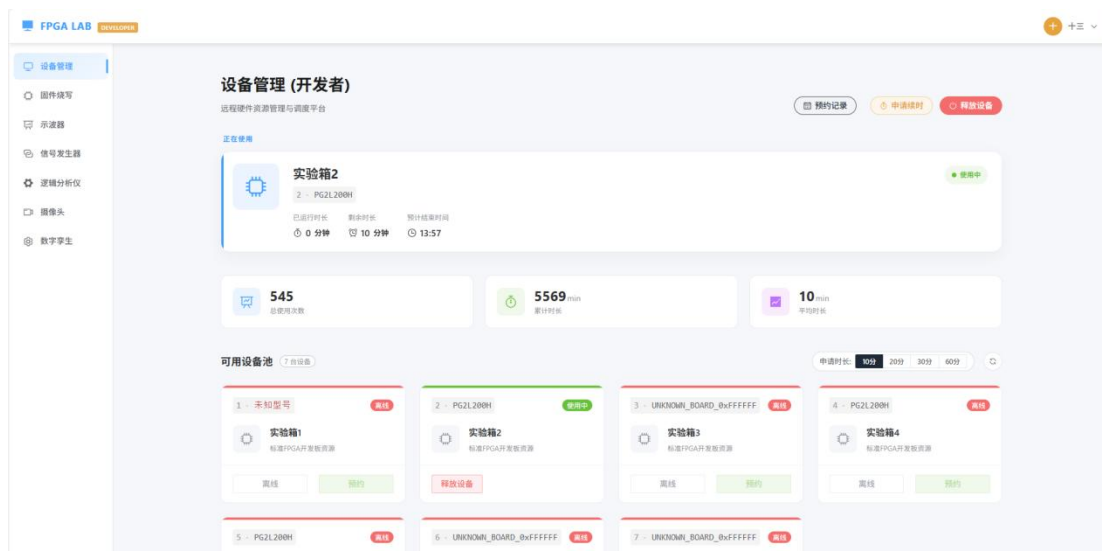 FPGA LAB DEVELOPER
十三
设备管理
固件烧写
示波器
信号发生器
逻辑分析仪
摄像头
数字孪生
设备管理 (开发者)
远程硬件资源管理与调度平台
预约记录
申请续时
释放设备
正在使用
实验箱2
2 · PG2L200H
使用中
已运行时长 剩余时长 预计结束时间
0 分钟 10 分钟 13:57
545
总使用次数
5569 min
累计时长
10 min
平均时长
可用设备池 7 台设备
申请时长: 10分 20分 30分 60分
1 · 未知型号 离线
实验箱1
标准FPGA开发板资源
离线 预约
2 · PG2L200H 使用中
实验箱2
标准FPGA开发板资源
释放设备
3 · UNKNOWN_BOARD_0xFFFFFF 离线
实验箱3
标准FPGA开发板资源
离线 预约
4 · PG2L200H 离线
实验箱4
标准FPGA开发板资源
离线 预约
5 · PG2L200H 离线
6 · UNKNOWN_BOARD_0xFFFFFF 离线
7 · UNKNOWN_BOARD_0xFFFFFF 离线